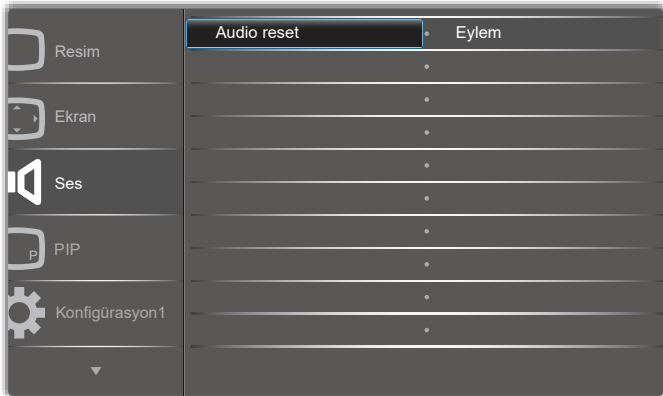 Resim
Ekran
Ses
PIP
P
Konfigürasyon1
Audio reset
Eylem